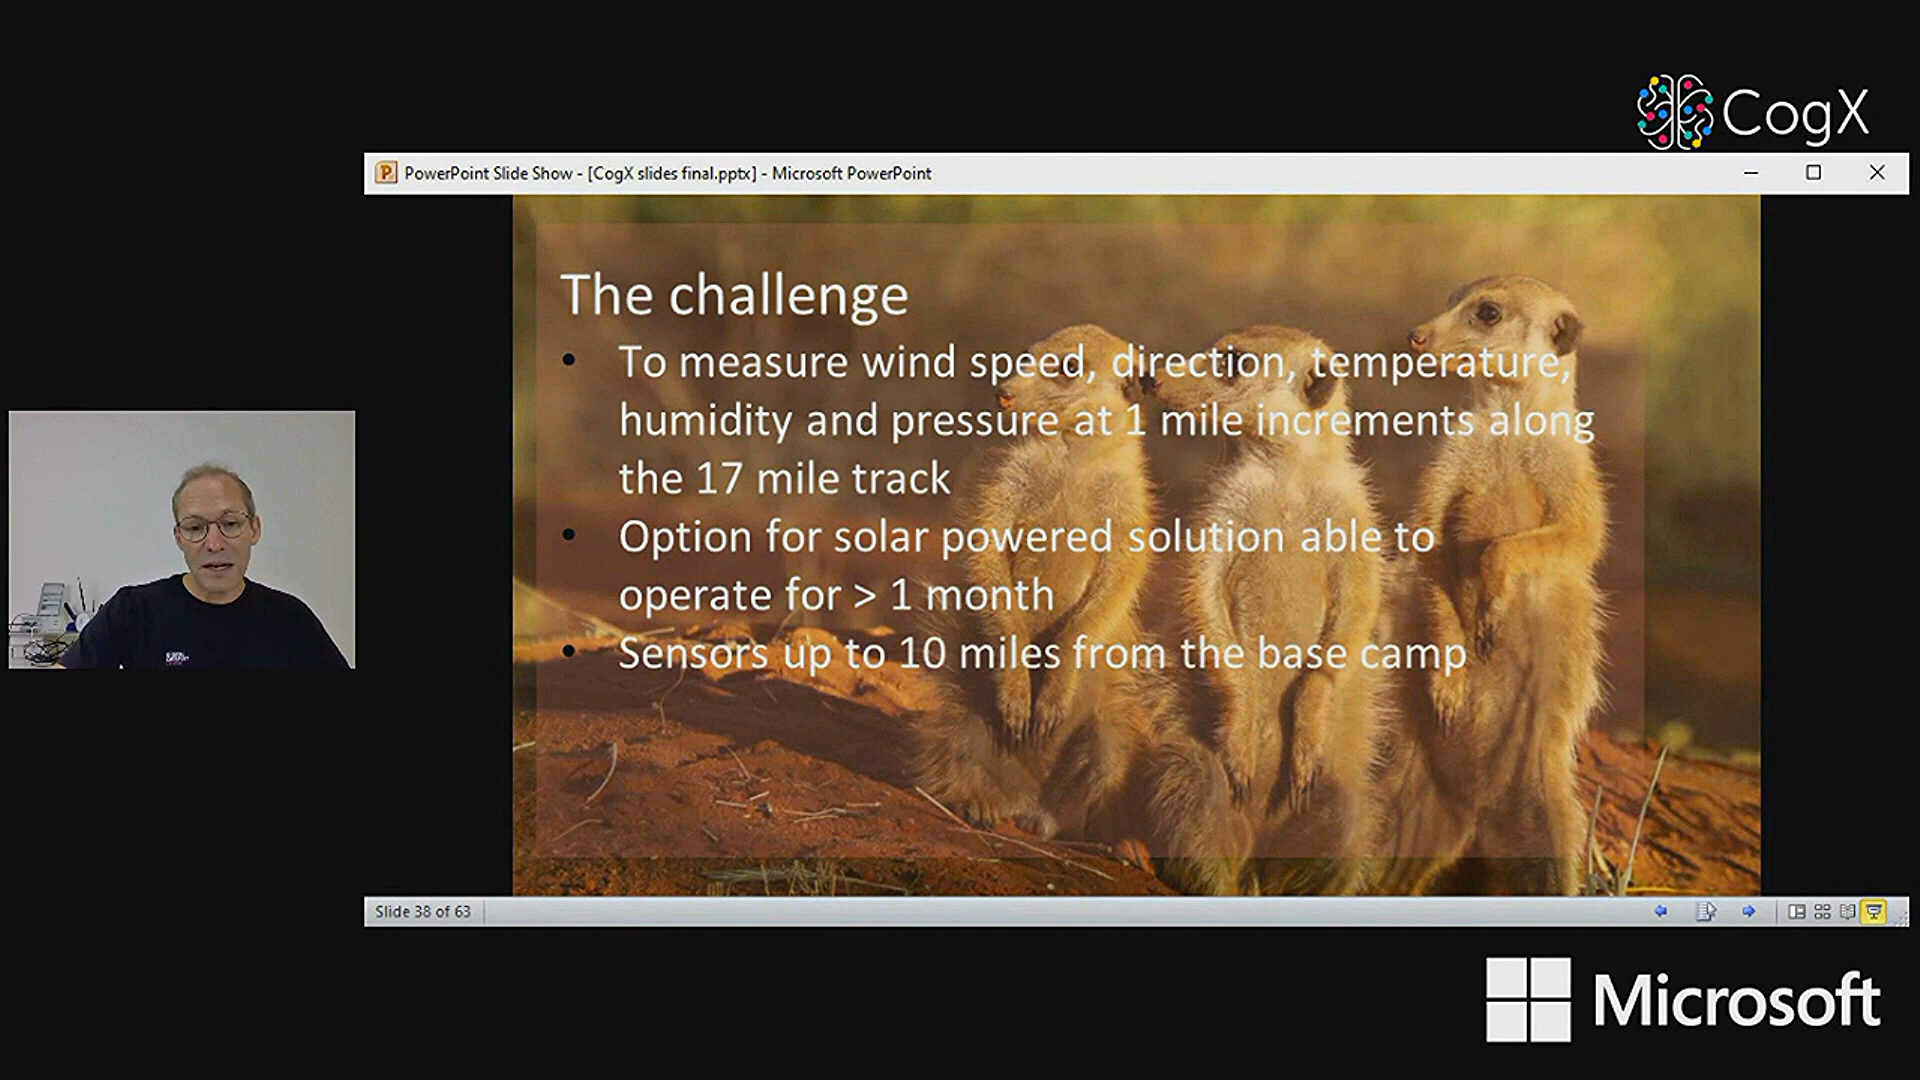 CogX
PowerPoint Slide Show - [CogX slides final.pptx] - Microsoft PowerPoint
The challenge
• To measure wind speed, direction, temperature,
humidity and pressure at 1 mile increments along
the 17 mile track
• Option for solar powered solution able to
operate for > 1 month
• Sensors up to 10 miles from the base camp
Slide 38 of 63
Microsoft